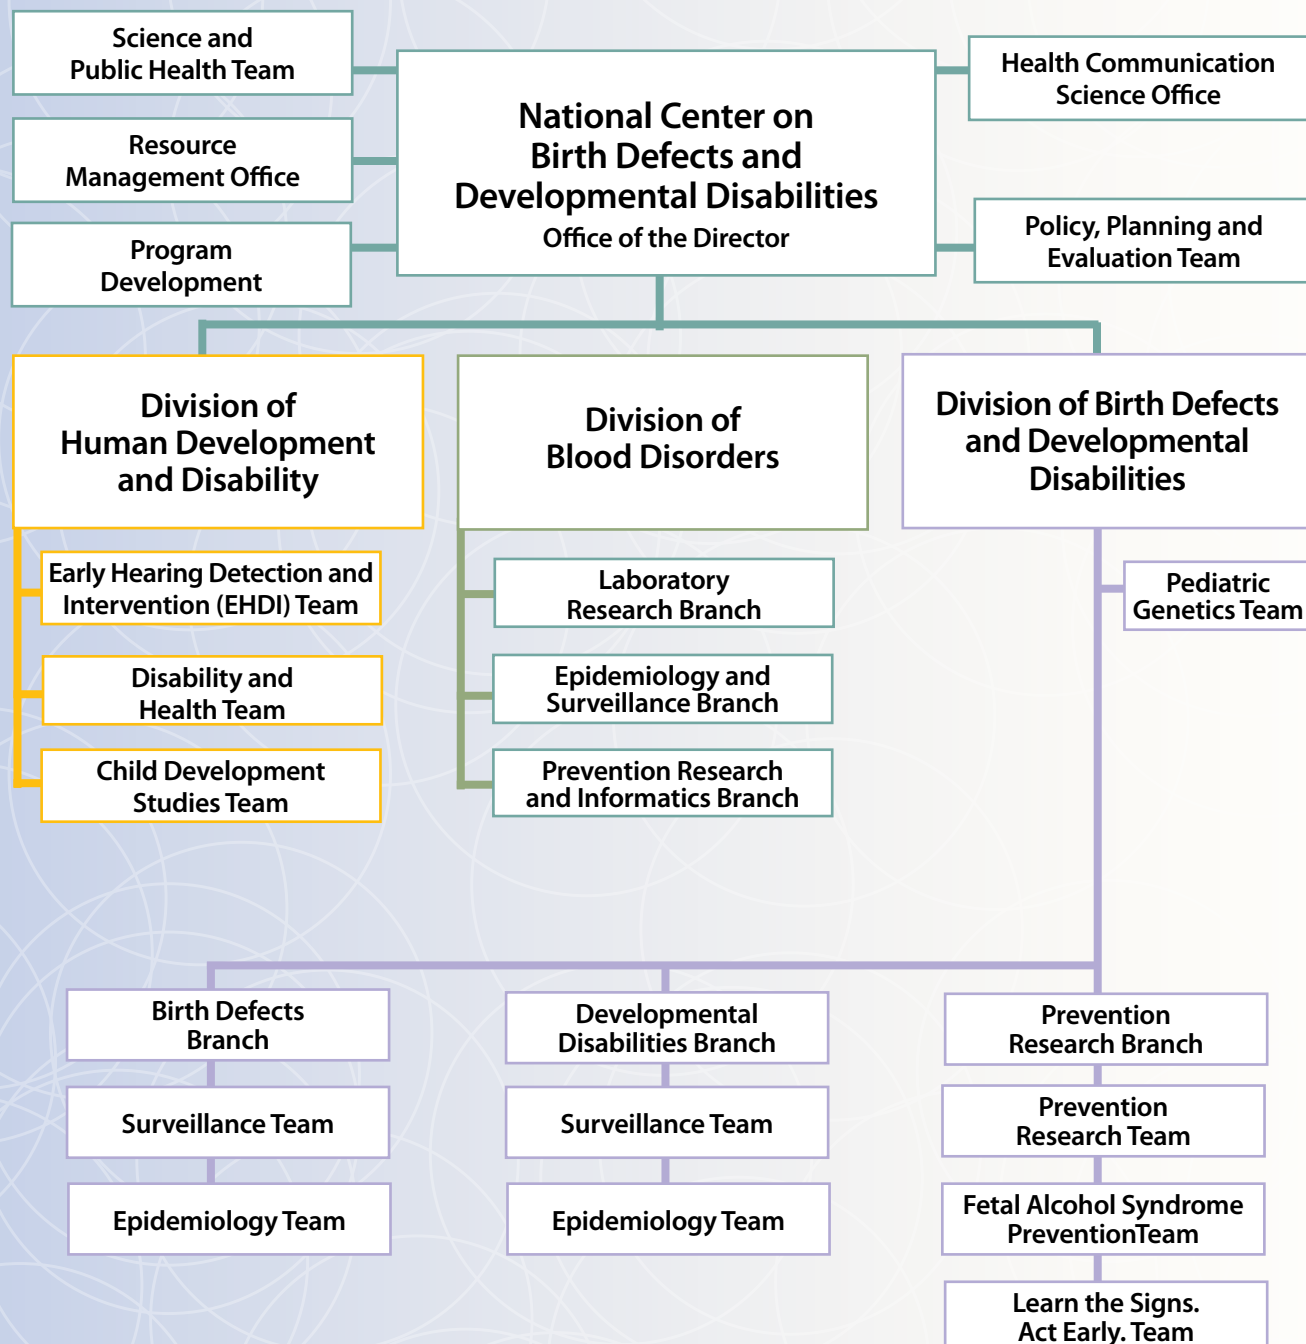 Science and
Public Health Team
Resource
Management Office
Program
Development
National Center on
Birth Defects and
Developmental Disabilities
Office of the Director
Health Communication
Science Office
Policy, Planning and
Evaluation Team
Division of
Human Development
and Disability
Early Hearing Detection and
Intervention (EHDI) Team
Disability and
Health Team
Child Development
Studies Team
Division of
Blood Disorders
Laboratory
Research Branch
Epidemiology and
Surveillance Branch
Prevention Research
and Informatics Branch
Division of Birth Defects
and Developmental
Disabilities
Pediatric
Genetics Team
Birth Defects
Branch
Surveillance Team
Epidemiology Team
Developmental
Disabilities Branch
Surveillance Team
Epidemiology Team
Prevention
Research Branch
Prevention
Research Team
Fetal Alcohol Syndrome
PreventionTeam
Learn the Signs.
Act Early. Team